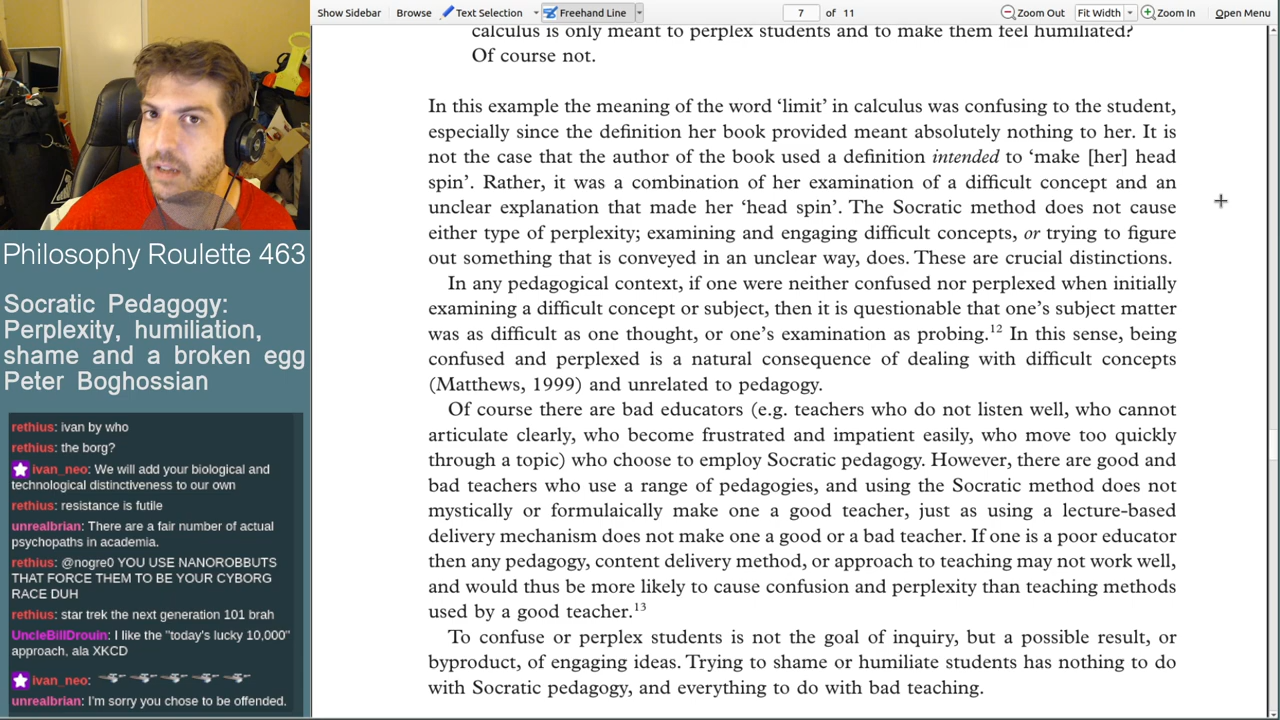 Show Sidebar Browse Text Selection Freehand Line 7 of 11 Zoom Out Fit Width Zoom In Open Menu
calculus is only meant to perplex students and to make them feel humiliated?
Of course not.
In this example the meaning of the word ‘limit’ in calculus was confusing to the student,
especially since the definition her book provided meant absolutely nothing to her. It is
not the case that the author of the book used a definition intended to ‘make [her] head
spin’. Rather, it was a combination of her examination of a difficult concept and an
unclear explanation that made her ‘head spin’. The Socratic method does not cause
either type of perplexity; examining and engaging difficult concepts, or trying to figure
out something that is conveyed in an unclear way, does. These are crucial distinctions.
In any pedagogical context, if one were neither confused nor perplexed when initially
examining a difficult concept or subject, then it is questionable that one’s subject matter
was as difficult as one thought, or one’s examination as probing.12 In this sense, being
confused and perplexed is a natural consequence of dealing with difficult concepts
(Matthews, 1999) and unrelated to pedagogy.
Of course there are bad educators (e.g. teachers who do not listen well, who cannot
articulate clearly, who become frustrated and impatient easily, who move too quickly
through a topic) who choose to employ Socratic pedagogy. However, there are good and
bad teachers who use a range of pedagogies, and using the Socratic method does not
mystically or formulaically make one a good teacher, just as using a lecture-based
delivery mechanism does not make one a good or a bad teacher. If one is a poor educator
then any pedagogy, content delivery method, or approach to teaching may not work well,
and would thus be more likely to cause confusion and perplexity than teaching methods
used by a good teacher.13
To confuse or perplex students is not the goal of inquiry, but a possible result, or
byproduct, of engaging ideas. Trying to shame or humiliate students has nothing to do
with Socratic pedagogy, and everything to do with bad teaching.
Philosophy Roulette 463
Socratic Pedagogy:
Perplexity, humiliation,
shame and a broken egg
Peter Boghossian
rethius: ivan by who
rethius: the borg?
ivan_neo: We will add your biological and
technological distinctiveness to our own
rethius: resistance is futile
unrealbrian: There are a fair number of actual
psychopaths in academia.
rethius: @nogre0 YOU USE NANOROBBUTS
THAT FORCE THEM TO BE YOUR CYBORG
RACE DUH
rethius: star trek the next generation 101 brah
UncleBillDrouin: I like the "today's lucky 10,000"
approach, ala XKCD
ivan_neo:
unrealbrian: I'm sorry you chose to be offended.